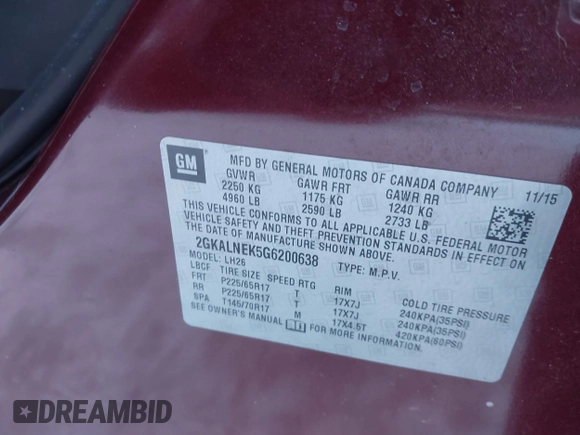 GM
MFD BY GENERAL MOTORS OF CANADA COMPANY 11/15
GVWR GAWR FRT GAWR RR
2250 KG 1175 KG 1240 KG
4960 LB 2590 LB 2733 LB
THIS VEHICLE CONFORMS TO ALL APPLICABLE U.S. FEDERAL MOTOR
VEHICLE SAFETY AND THEFT PREVENTION STANDARDS IN EFFECT ON
THE DATE OF MANUFACTURE SHOWN ABOVE.
2GKALNEK5G6200638 TYPE: M.P.V.
MODEL: LH26
LBCF TIRE SIZE SPEED RTG RIM COLD TIRE PRESSURE
FRT P225/65R17 T 17X7J 240KPA(35PSI)
RR P225/65R17 T 17X7J 240KPA(35PSI)
SPA T145/70R17 M 17X4.5T 420KPA(60PSI)
SEE OWNER'S MANUAL FOR MORE INFORMATION.
DREAMBID